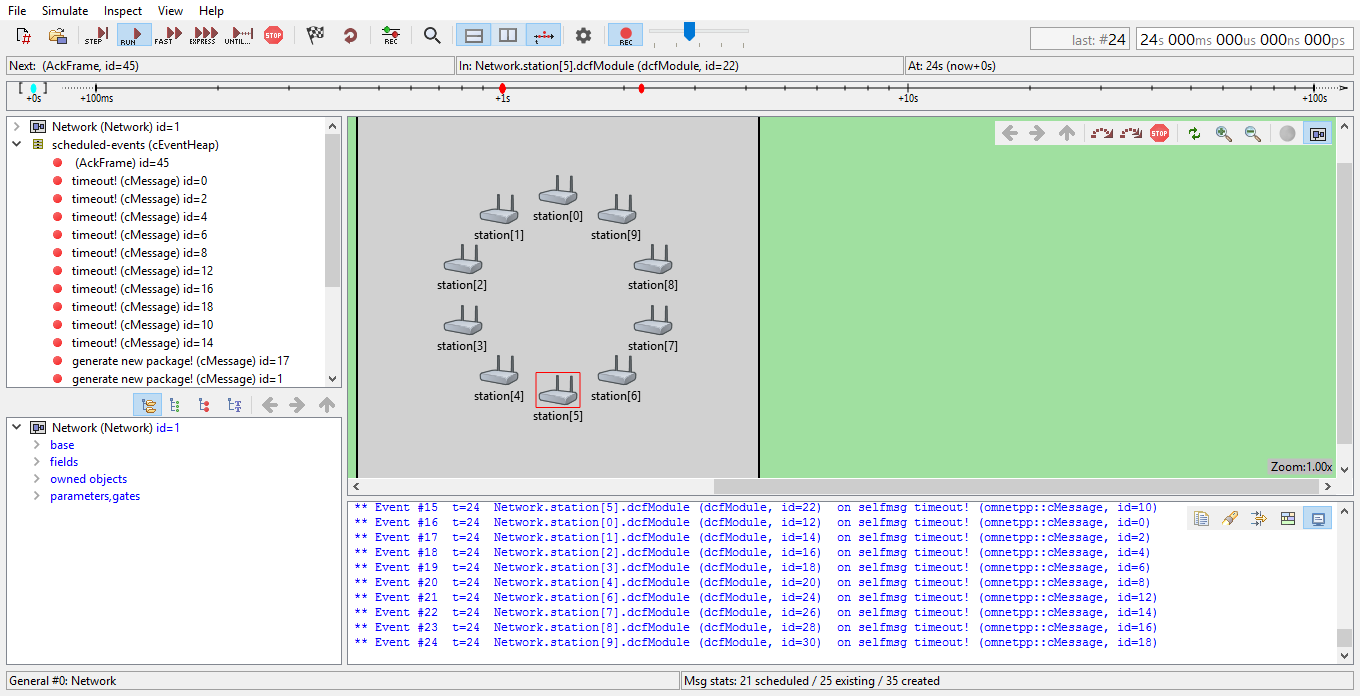 File Simulate Inspect View Help
STEP RUN FAST EXPRESS UNTIL... STOP REC REC last: #24 24s 000ms 000us 000ns 000ps
Next: (AckFrame, id=45) In: Network.station[5].dcfModule (dcfModule, id=22) At: 24s (now+0s)
[ ]
+0s +100ms +1s +10s +100s
Network (Network) id=1
scheduled-events (cEventHeap)
(AckFrame) id=45
timeout! (cMessage) id=0
timeout! (cMessage) id=2
timeout! (cMessage) id=4
timeout! (cMessage) id=6
timeout! (cMessage) id=8
timeout! (cMessage) id=12
timeout! (cMessage) id=16
timeout! (cMessage) id=18
timeout! (cMessage) id=10
timeout! (cMessage) id=14
generate new package! (cMessage) id=17
generate new package! (cMessage) id=1
Network (Network) id=1
base
fields
owned objects
parameters,gates
STOP
station[0]
station[1] station[9]
station[2] station[8]
station[3] station[7]
station[4] station[6]
station[5]
Zoom:1.00x
** Event #15 t=24 Network.station[5].dcfModule (dcfModule, id=22) on selfmsg timeout! (omnetpp::cMessage, id=10)
** Event #16 t=24 Network.station[0].dcfModule (dcfModule, id=12) on selfmsg timeout! (omnetpp::cMessage, id=0)
** Event #17 t=24 Network.station[1].dcfModule (dcfModule, id=14) on selfmsg timeout! (omnetpp::cMessage, id=2)
** Event #18 t=24 Network.station[2].dcfModule (dcfModule, id=16) on selfmsg timeout! (omnetpp::cMessage, id=4)
** Event #19 t=24 Network.station[3].dcfModule (dcfModule, id=18) on selfmsg timeout! (omnetpp::cMessage, id=6)
** Event #20 t=24 Network.station[4].dcfModule (dcfModule, id=20) on selfmsg timeout! (omnetpp::cMessage, id=8)
** Event #21 t=24 Network.station[6].dcfModule (dcfModule, id=24) on selfmsg timeout! (omnetpp::cMessage, id=12)
** Event #22 t=24 Network.station[7].dcfModule (dcfModule, id=26) on selfmsg timeout! (omnetpp::cMessage, id=14)
** Event #23 t=24 Network.station[8].dcfModule (dcfModule, id=28) on selfmsg timeout! (omnetpp::cMessage, id=16)
** Event #24 t=24 Network.station[9].dcfModule (dcfModule, id=30) on selfmsg timeout! (omnetpp::cMessage, id=18)
General #0: Network Msg stats: 21 scheduled / 25 existing / 35 created